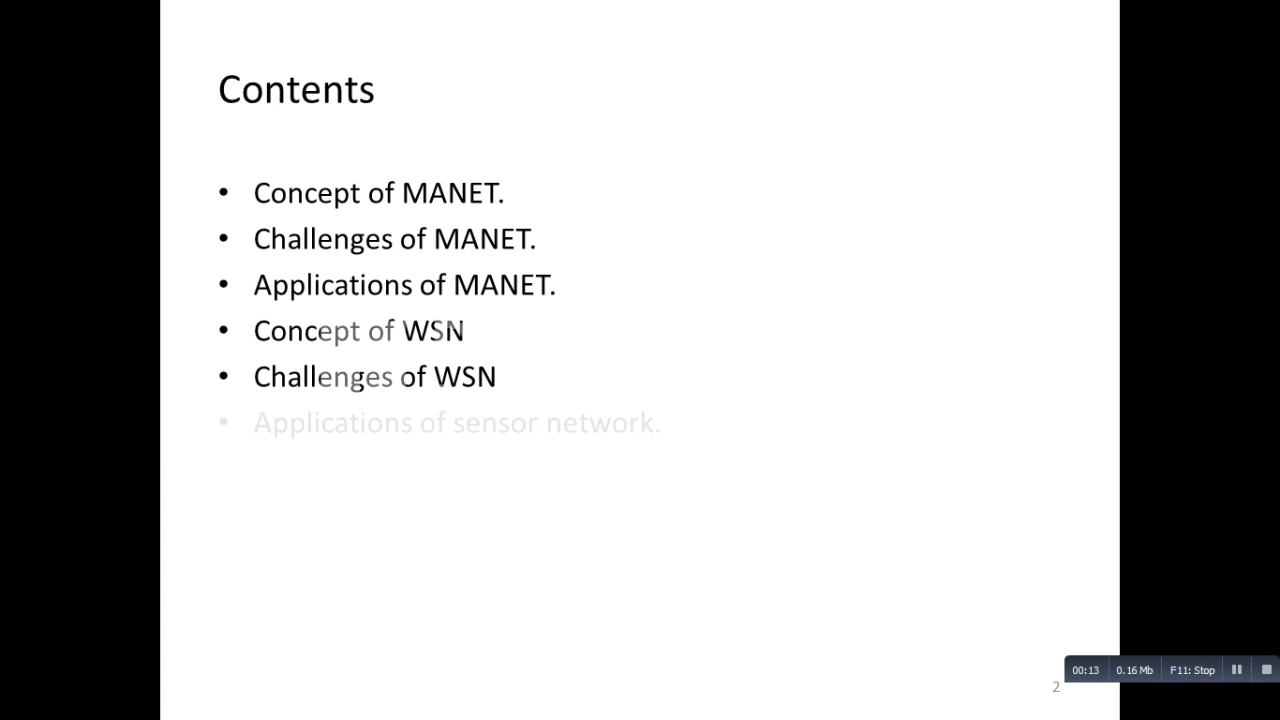 Contents
• Concept of MANET.
• Challenges of MANET.
• Applications of MANET.
• Concept of WSN
• Challenges of WSN
• Applications of sensor network.
00:13 0.16 Mb F11: Stop
2